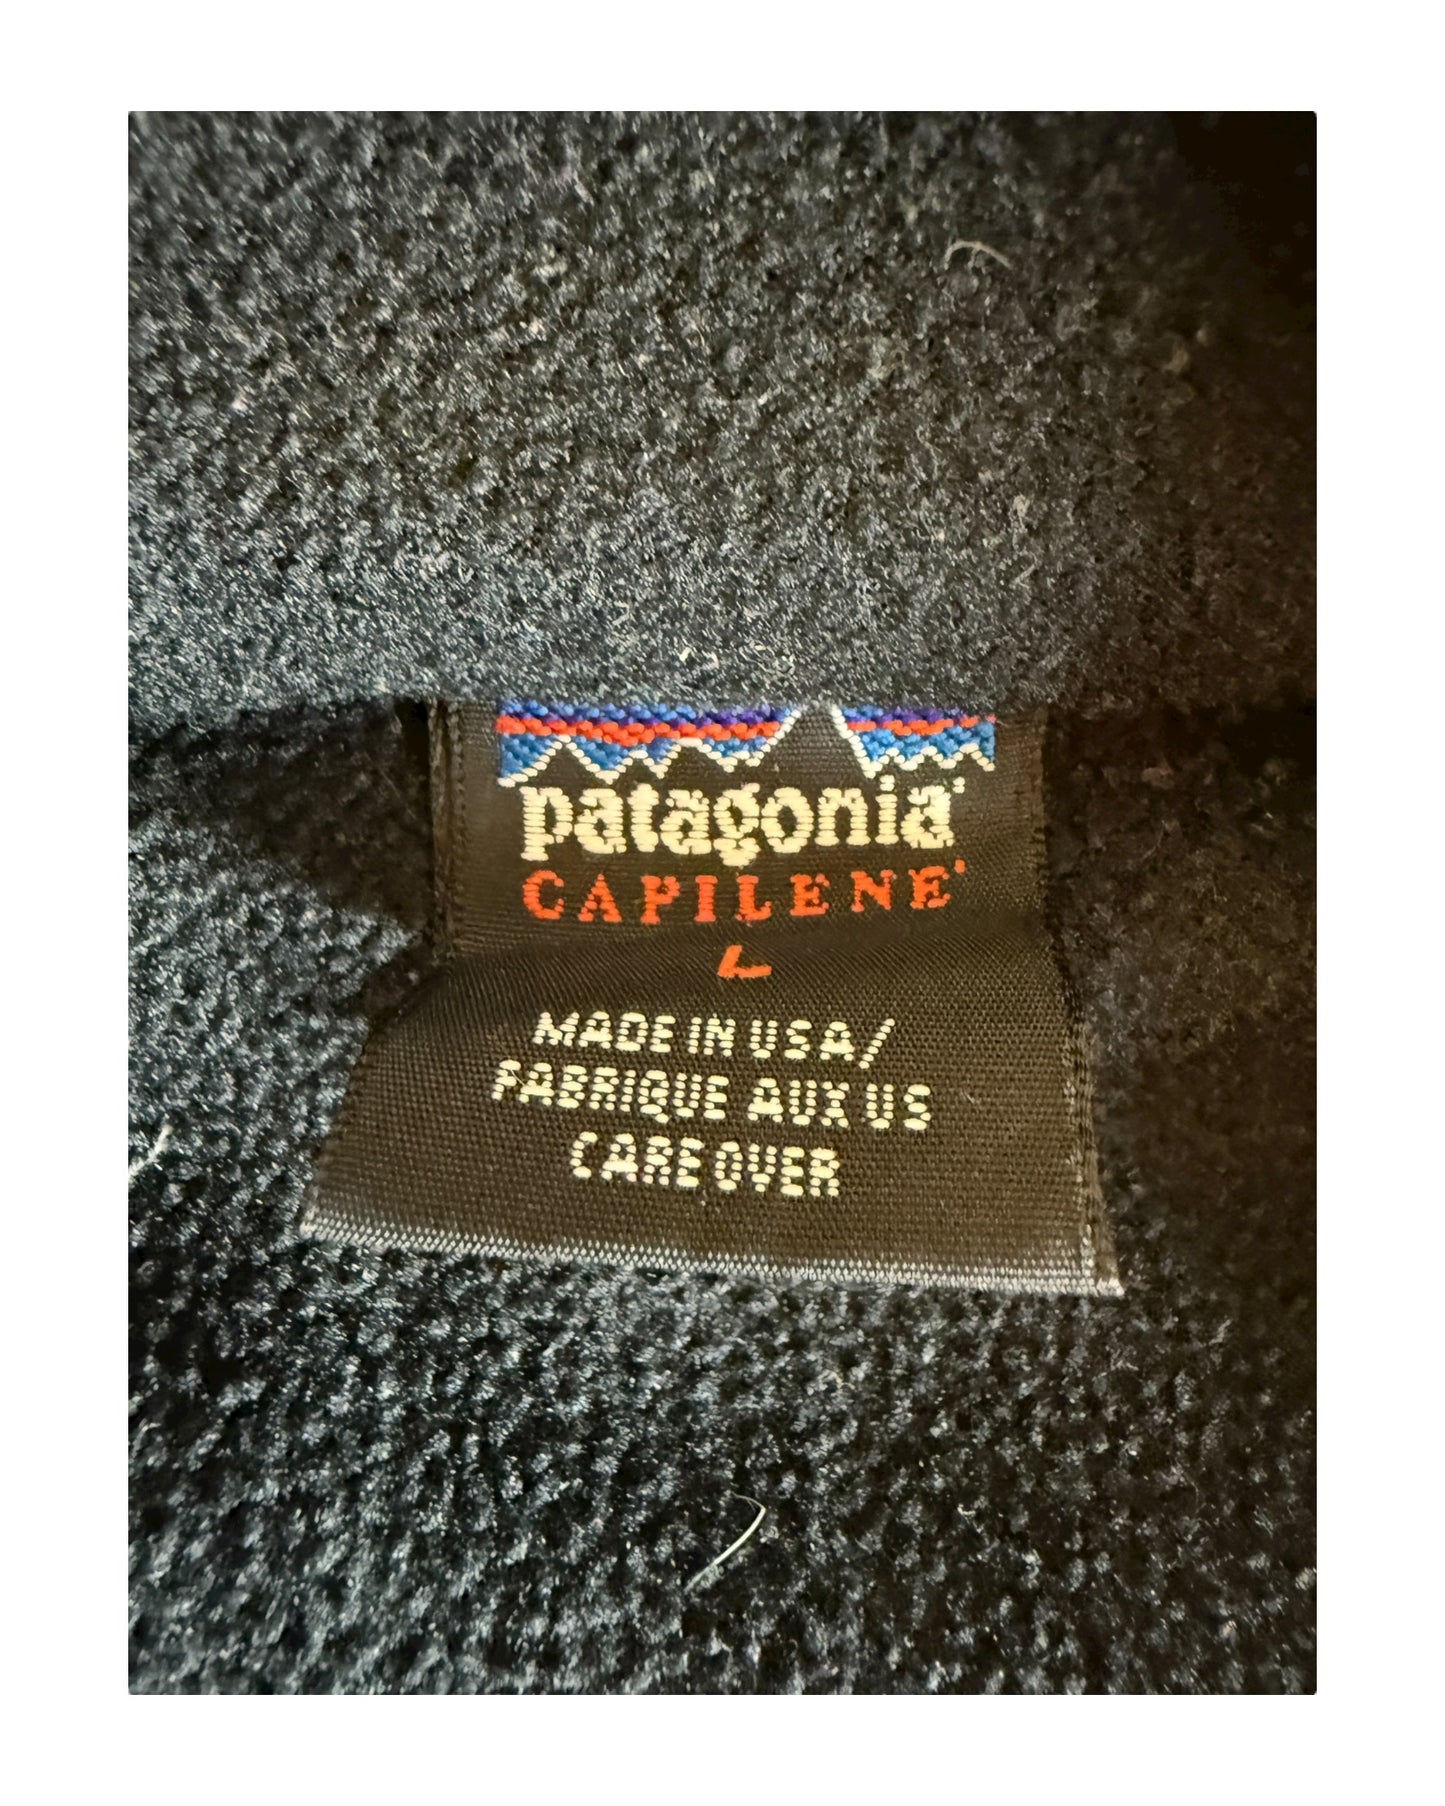 patagonia®
CAPILENE®
L
MADE IN USA/
FABRIQUE AUX US
CARE OVER